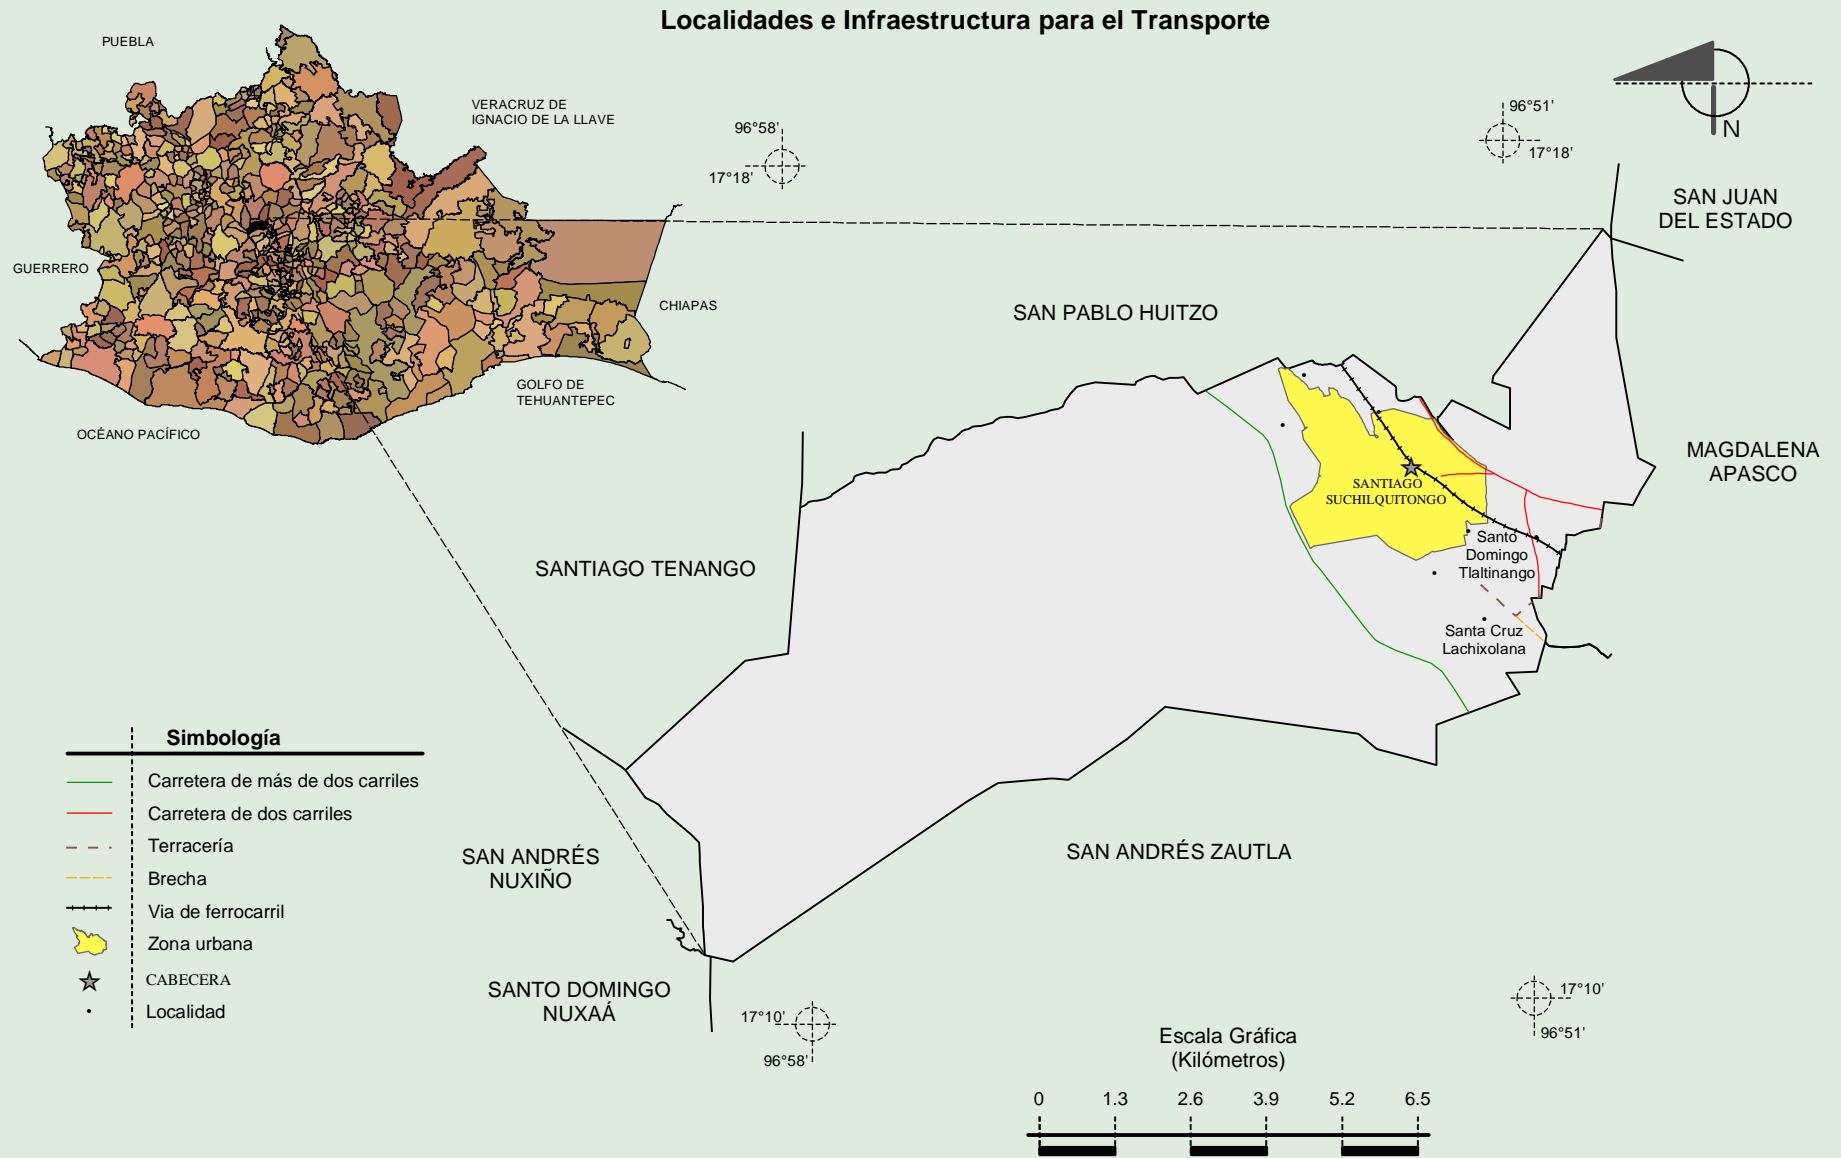 Localidades e Infraestructura para el Transporte
PUEBLA
VERACRUZ DE
IGNACIO DE LA LLAVE
GUERRERO
CHIAPAS
GOLFO DE
TEHUANTEPEC
OCÉANO PACÍFICO
96°58'
17°18'
96°51'
17°18'
N
SAN JUAN
DEL ESTADO
SAN PABLO HUITZO
MAGDALENA
APASCO
SANTIAGO
SUCHILQUITONGO
Santo
Domingo
Tlaltinango
Santa Cruz
Lachixolana
SANTIAGO TENANGO
SAN ANDRÉS
NUXIÑO
SAN ANDRÉS ZAUTLA
SANTO DOMINGO
NUXAÁ
17°10'
96°58'
17°10'
96°51'
Simbología
Carretera de más de dos carriles
Carretera de dos carriles
Terracería
Brecha
Via de ferrocarril
Zona urbana
CABECERA
Localidad
Escala Gráfica
(Kilómetros)
0 1.3 2.6 3.9 5.2 6.5